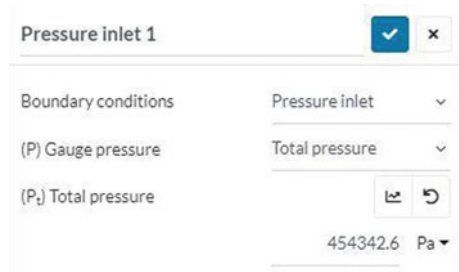 Pressure inlet 1
Boundary conditions Pressure inlet
(P) Gauge pressure Total pressure
(Pt) Total pressure
454342.6 Pa